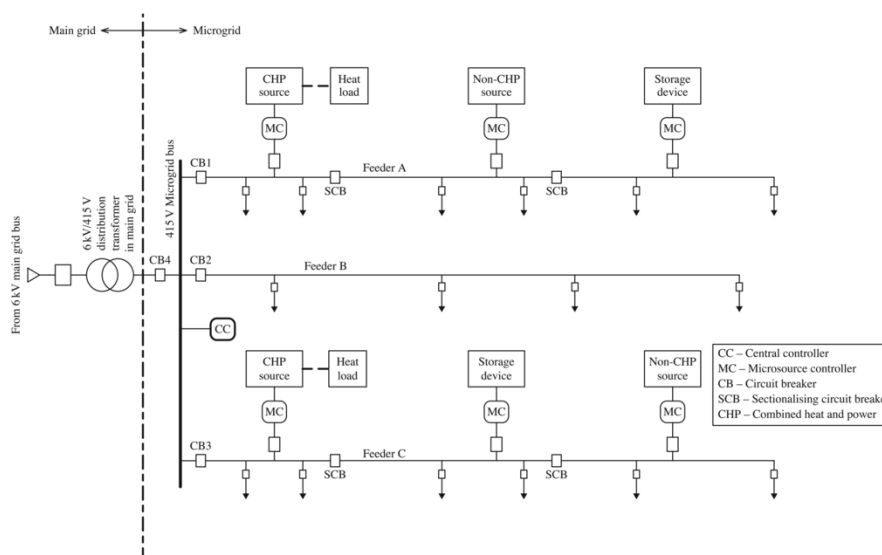 Main grid
Microgrid
CHP
source
Heat
load
Non-CHP
source
Storage
device
MC
MC
MC
CB1
Feeder A
SCB
SCB
415 V Microgrid bus
6 kV/415 V
distribution
transformer
in main grid
From 6 kV main grid bus
CB4
CB2
Feeder B
CC
CHP
source
Heat
load
Storage
device
Non-CHP
source
MC
MC
MC
CB3
Feeder C
SCB
SCB
CC – Central controller
MC – Microsource controller
CB – Circuit breaker
SCB – Sectionalising circuit breake
CHP – Combined heat and power